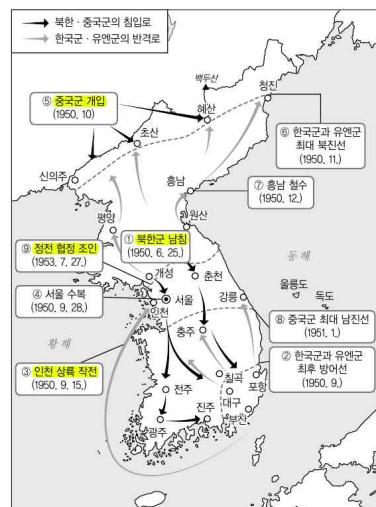 북한 · 중국군의 침입로
한국군 · 유엔군의 반격로
백두산
청진
⑤ 중국군 개입
(1950. 10.)
혜산
초산
⑥ 한국군과 유엔군
최대 북진선
(1950. 11.)
신의주
흥남
⑦ 흥남 철수
(1950. 12.)
평양
원산
① 북한군 남침
(1950. 6. 25.)
동해
⑨ 정전 협정 조인
(1953. 7. 27.)
개성
춘천
울릉도
독도
④ 서울 수복
(1950. 9. 28.)
서울
강릉
인천
⑧ 중국군 최대 남진선
(1951. 1.)
충주
황해
② 한국군과 유엔군
최후 방어선
(1950. 9.)
③ 인천 상륙 작전
(1950. 9. 15.)
칠곡
포항
전주
대구
진주
부산
광주